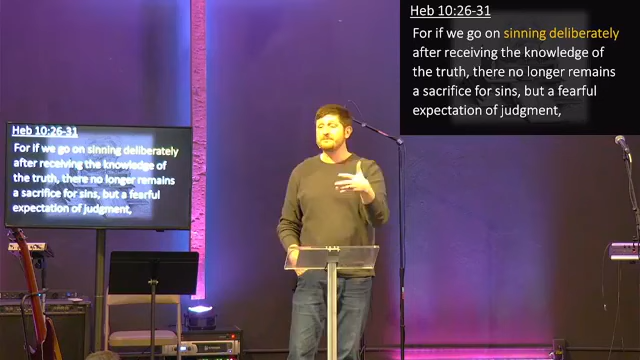 Heb 10:26-31
For if we go on sinning deliberately
after receiving the knowledge of
the truth, there no longer remains
a sacrifice for sins, but a fearful
expectation of judgment,
Heb 10:26-31
For if we go on sinning deliberately
after receiving the knowledge of
the truth, there no longer remains
a sacrifice for sins, but a fearful
expectation of judgment,